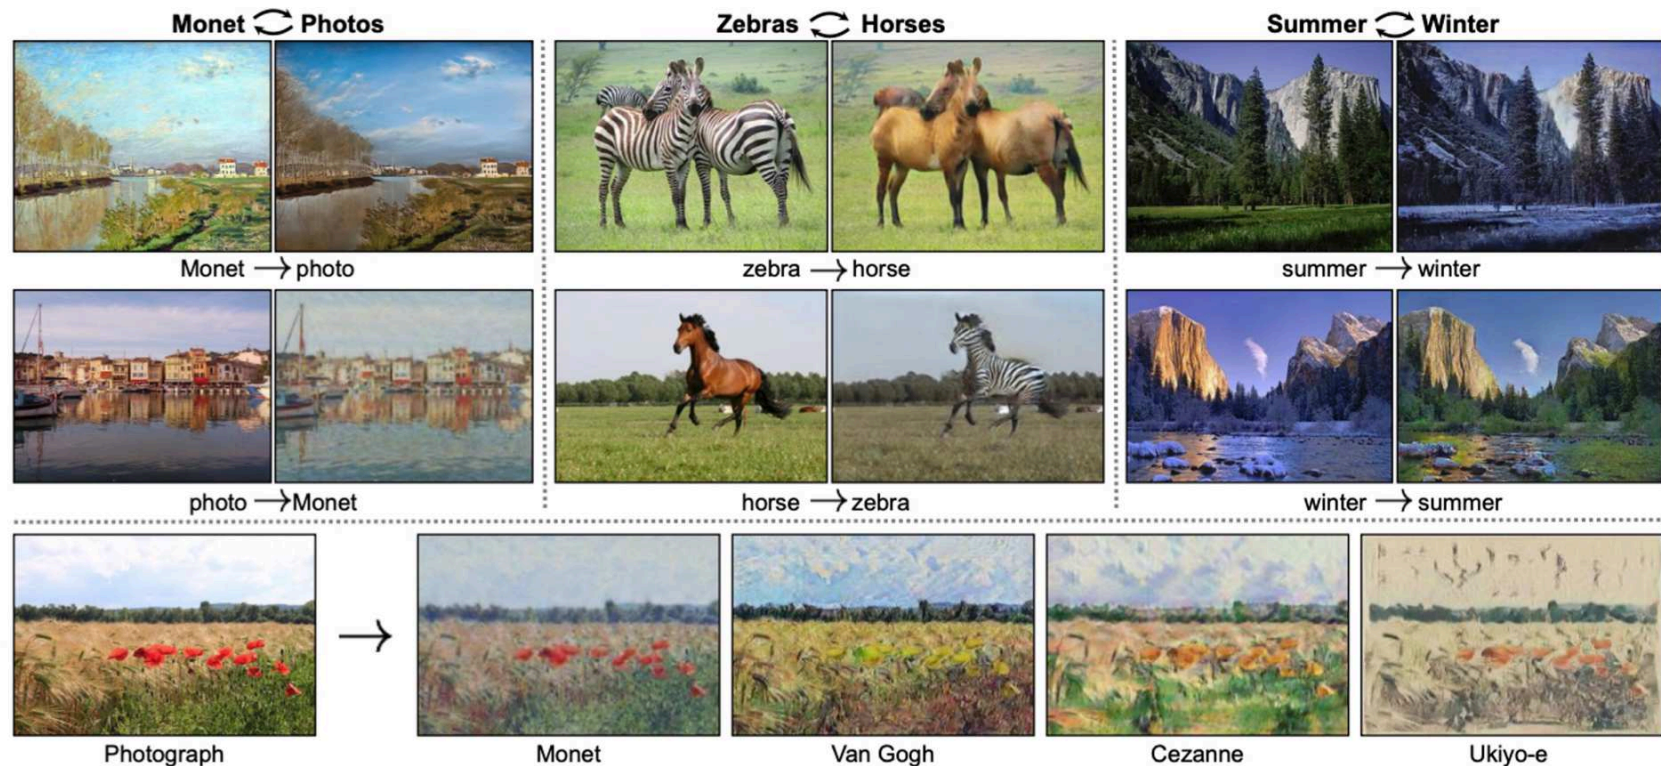 Monet ⇄ Photos
Zebras ⇄ Horses
Summer ⇄ Winter
Monet → photo
zebra → horse
summer → winter
photo → Monet
horse → zebra
winter → summer
Photograph
→
Monet
Van Gogh
Cezanne
Ukiyo-e